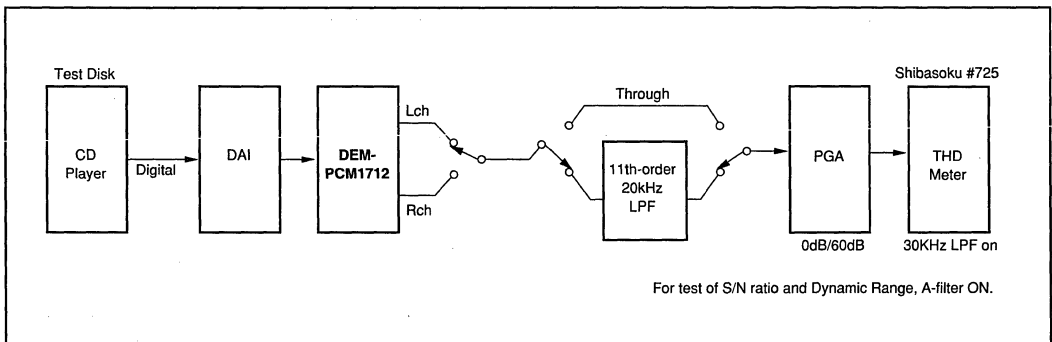 Test Disk
CD
Player
Digital
DAI
DEM-
PCM1712
Lch
Rch
Through
11th-order
20kHz
LPF
PGA
0dB/60dB
Shibasoku #725
THD
Meter
30KHz LPF on
For test of S/N ratio and Dynamic Range, A-filter ON.